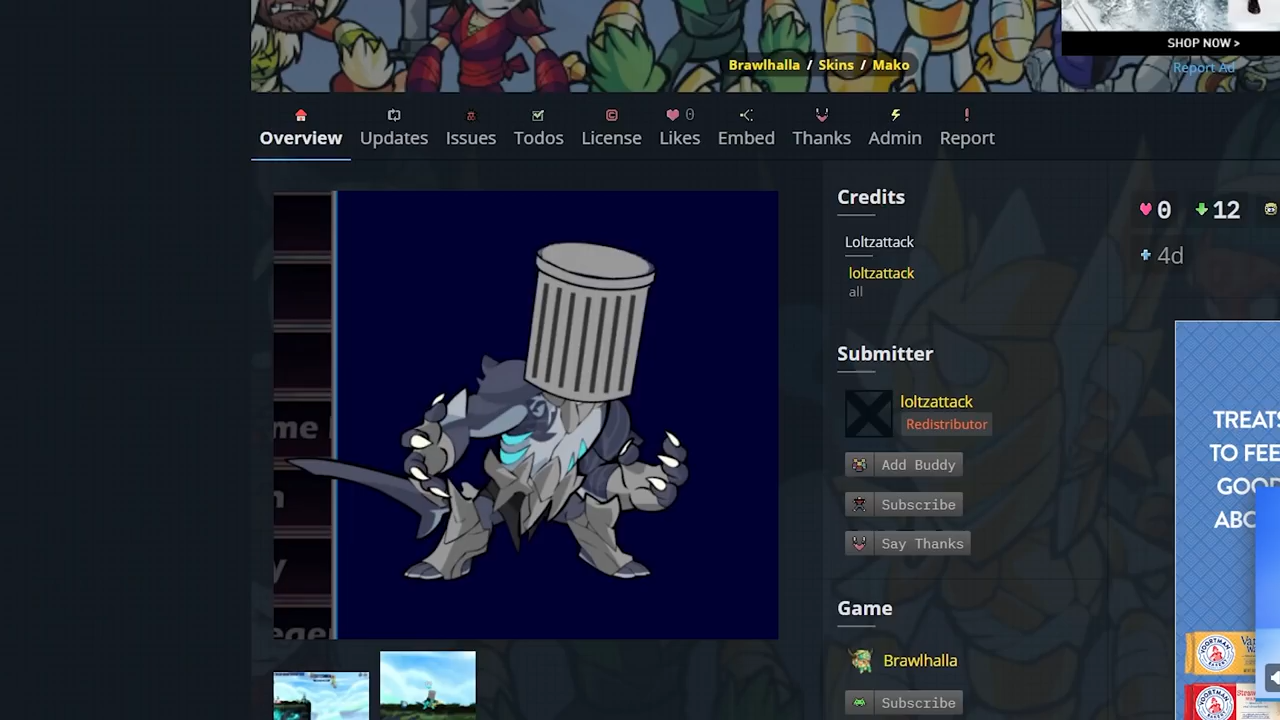 SHOP NOW >
Brawlhalla / Skins / Mako
Report Ad
0
Overview Updates Issues Todos License Likes Embed Thanks Admin Report
Credits
0 12
Loltzattack
4d
loltzattack
all
Submitter
loltzattack
Redistributor
TREATS
TO FEE
Add Buddy
GOOD
Subscribe
ABO
Say Thanks
me
n
y
Game
Brawlhalla
Subscribe